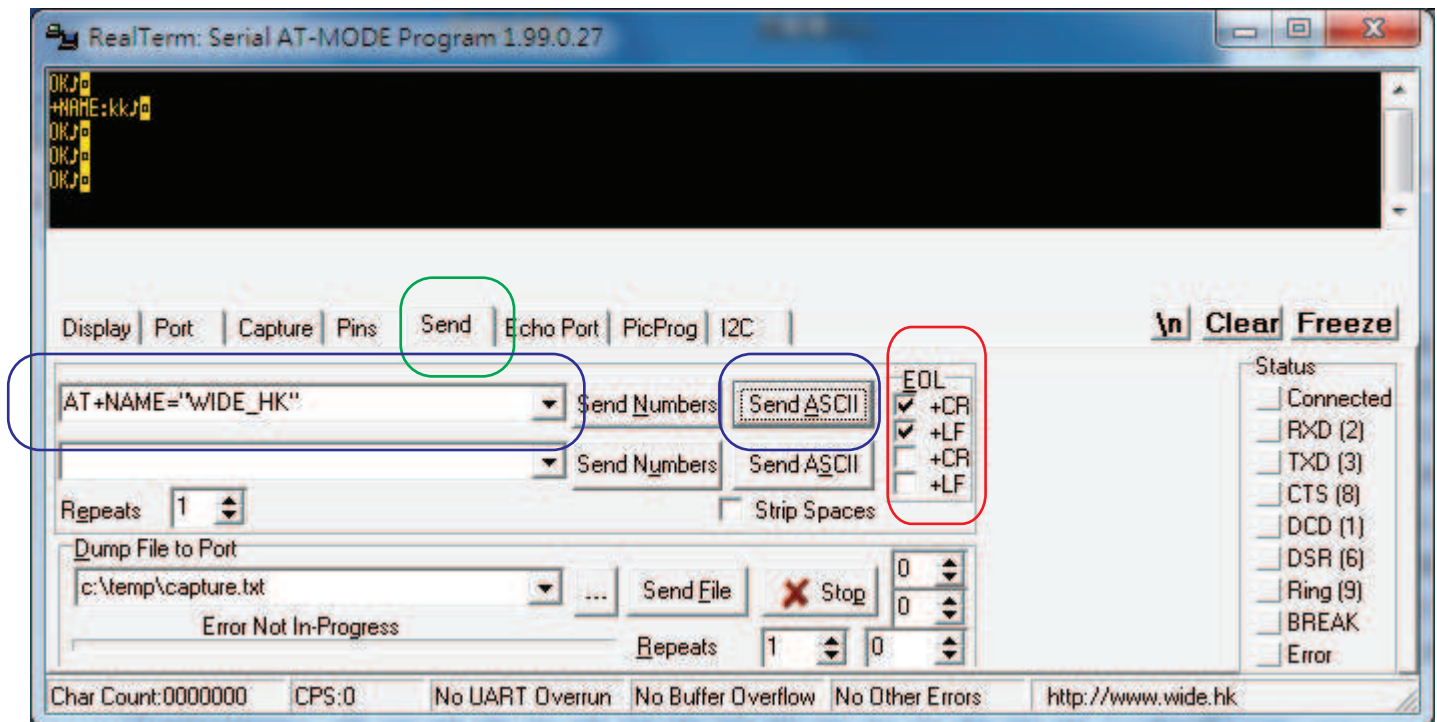 RealTerm: Serial AT-MODE Program 1.99.0.27
OK♪◘
+NAME:kk♪◘
OK♪◘
OK♪◘
OK♪◘
Display Port Capture Pins Send Echo Port PicProg I2C \n Clear Freeze
AT+NAME="WIDE_HK" Send Numbers Send ASCII
Send Numbers Send ASCII
EOL
+CR
+LF
+CR
+LF
Repeats 1
Strip Spaces
Dump File to Port
c:\temp\capture.txt ... Send File Stop
0
0
Error Not In-Progress
Repeats 1 0
Status
Connected
RXD (2)
TXD (3)
CTS (8)
DCD (1)
DSR (6)
Ring (9)
BREAK
Error
Char Count:0000000 CPS:0 No UART Overrun No Buffer Overflow No Other Errors http://www.wide.hk